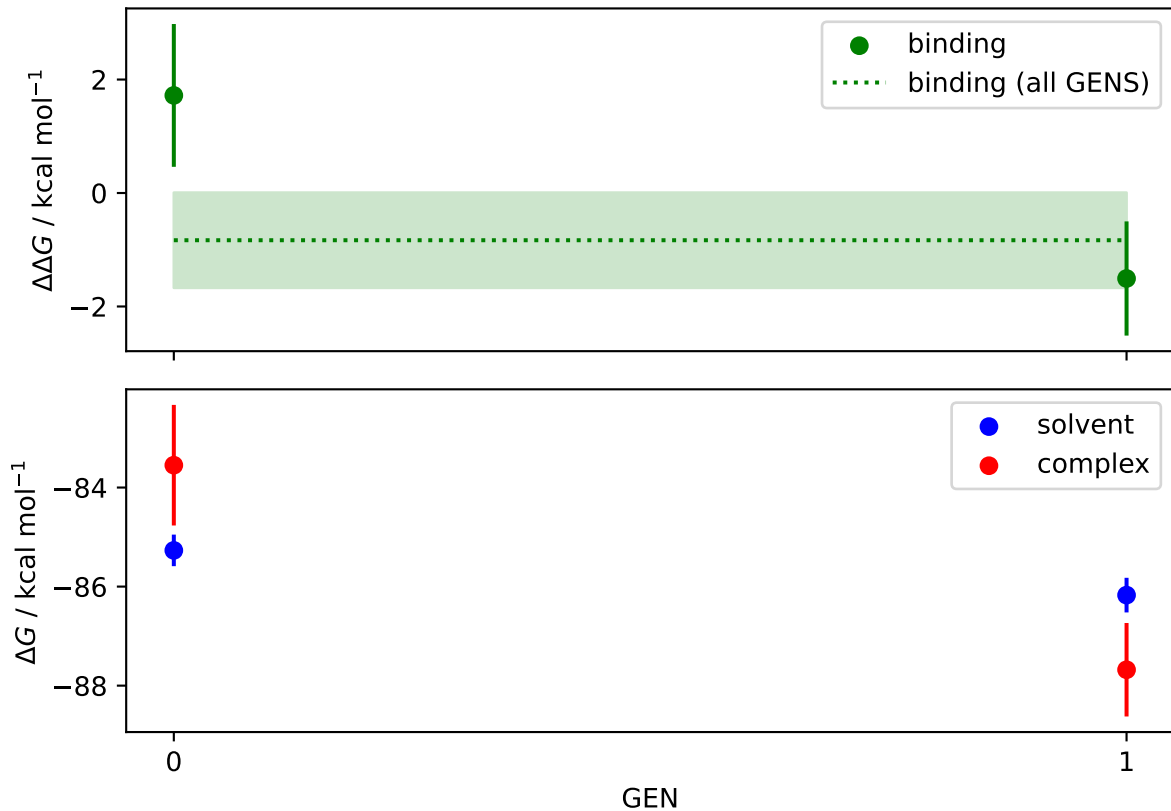 binding
binding (all GENS)
2
0
−2
ΔΔG / kcal mol⁻¹
solvent
complex
−84
−86
−88
ΔG / kcal mol⁻¹
0
1
GEN